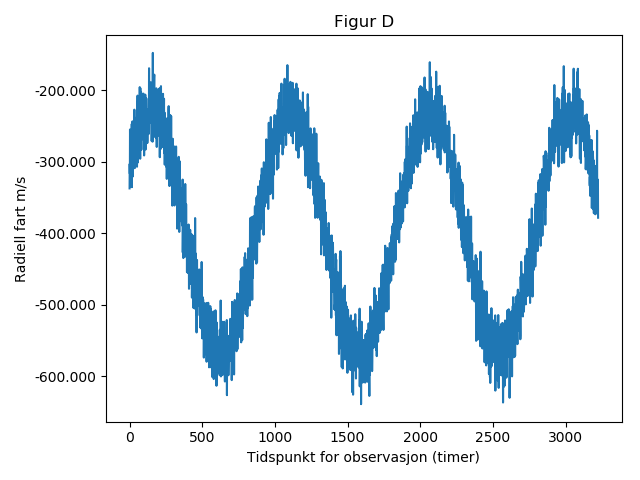 Figur D
-200.000
-300.000
-400.000
-500.000
-600.000
Radiell fart m/s
0 500 1000 1500 2000 2500 3000
Tidspunkt for observasjon (timer)